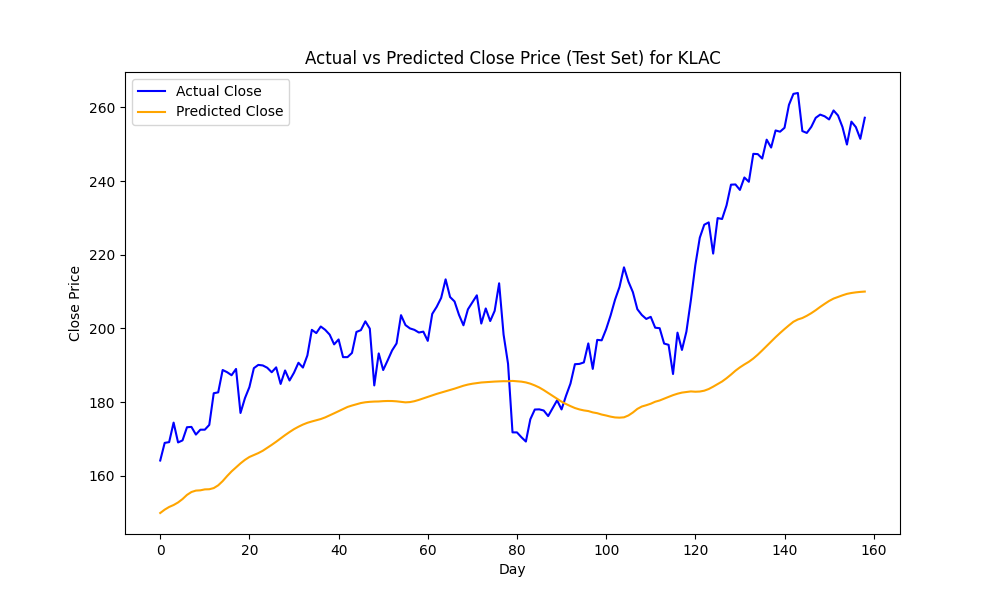 Actual vs Predicted Close Price (Test Set) for KLAC
Actual Close
Predicted Close
260
240
220
200
180
160
Close Price
0 20 40 60 80 100 120 140 160
Day